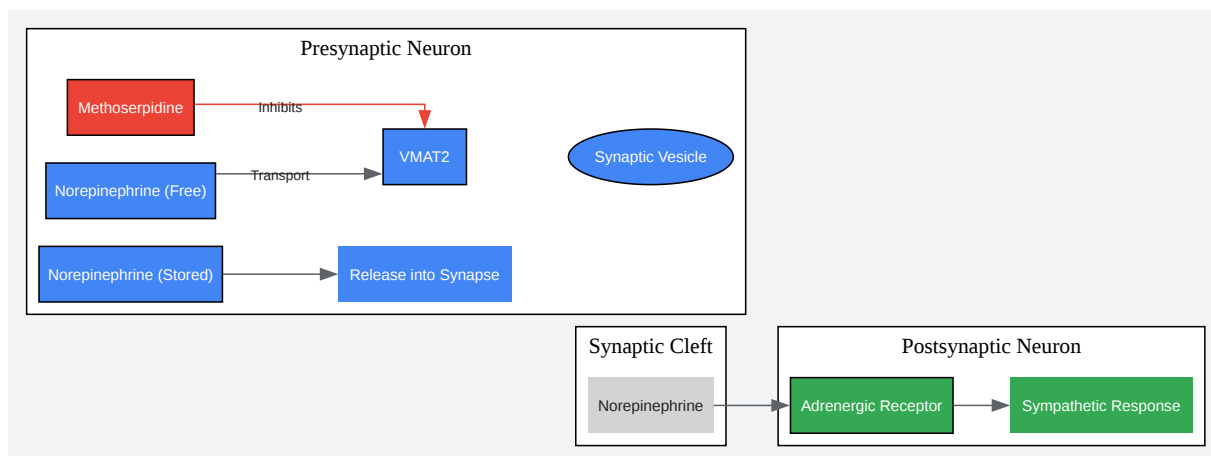 Presynaptic Neuron
Methoserpidine
Inhibits
VMAT2
Synaptic Vesicle
Norepinephrine (Free)
Transport
Norepinephrine (Stored)
Release into Synapse
Synaptic Cleft
Norepinephrine
Postsynaptic Neuron
Adrenergic Receptor
Sympathetic Response